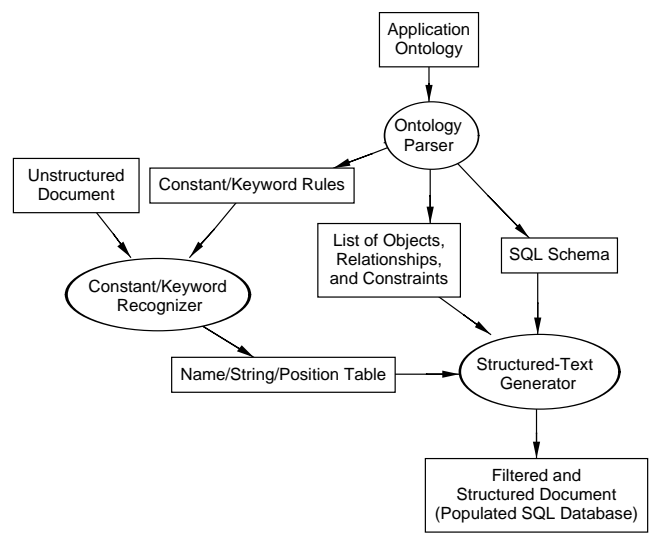 Application
Ontology
Ontology
Parser
Unstructured
Document
Constant/Keyword Rules
List of Objects,
Relationships,
and Constraints
SQL Schema
Constant/Keyword
Recognizer
Name/String/Position Table
Structured-Text
Generator
Filtered and
Structured Document
(Populated SQL Database)